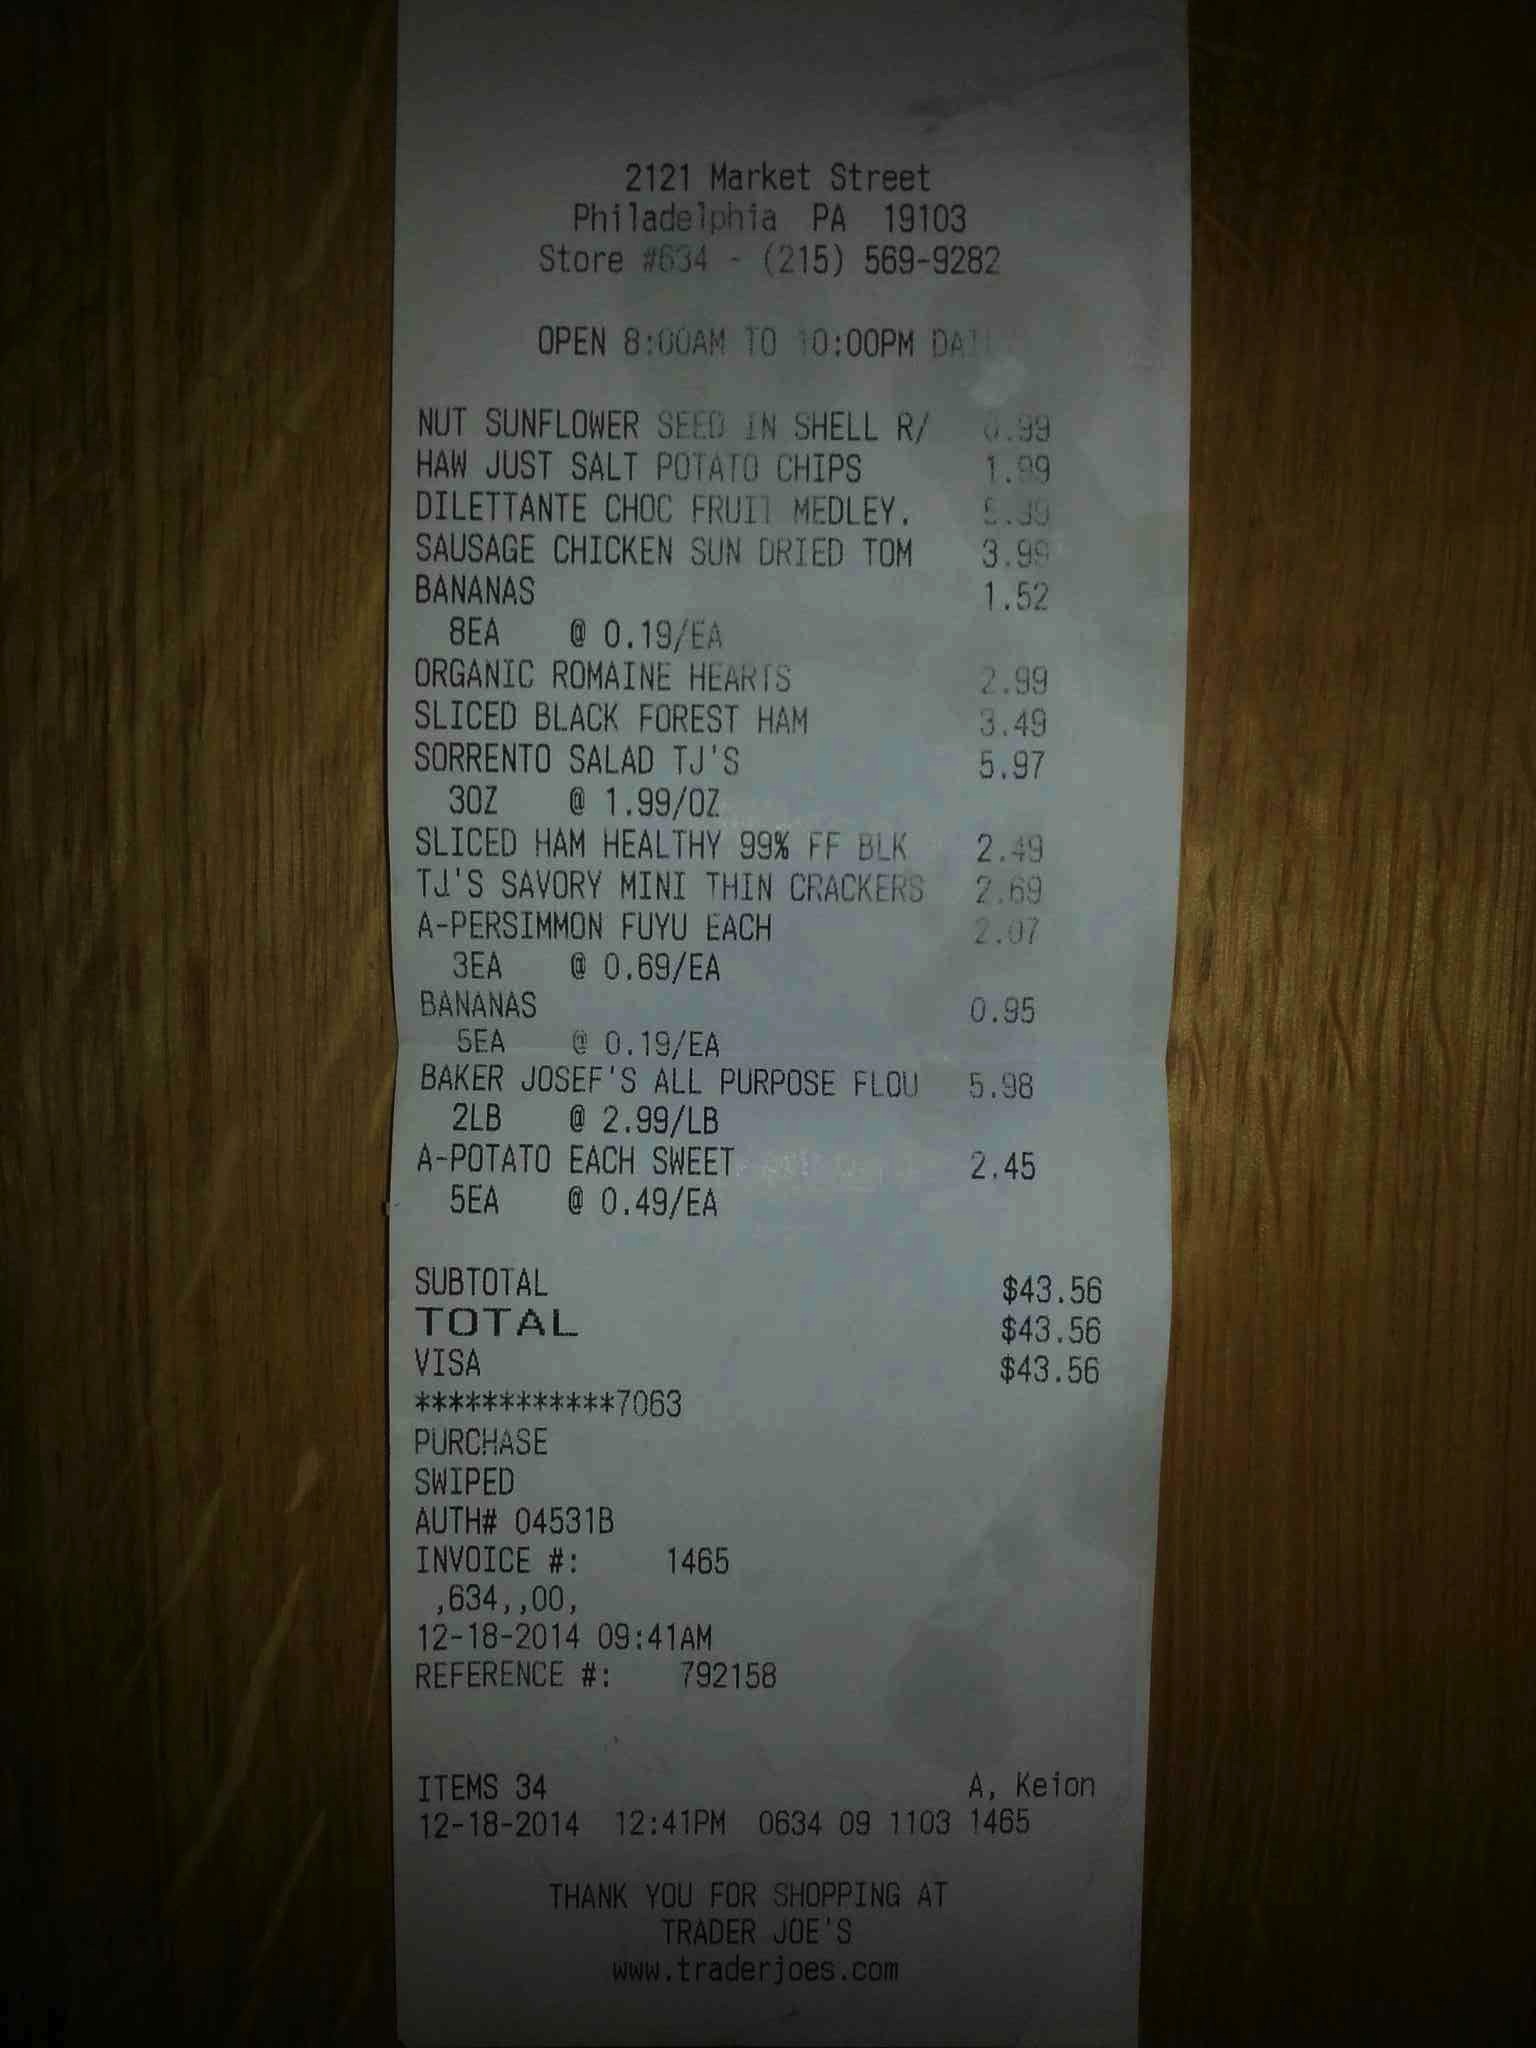 2121 Market Street
Philadelphia PA 19103
Store #634 - (215) 569-9282
OPEN 8:00AM TO 10:00PM
NUT SUNFLOWER SEED IN SHELL R/ 0.99
HAW JUST SALT POTATO CHIPS 1.99
DILETTANTE CHOC FRUIT MEDLEY. 5.99
SAUSAGE CHICKEN SUN DRIED TOM 3.99
BANANAS 1.52
8EA @ 0.19/EA
ORGANIC ROMAINE HEARTS 2.99
SLICED BLACK FOREST HAM 3.49
SORRENTO SALAD TJ'S 5.97
3OZ @ 1.99/OZ
SLICED HAM HEALTHY 99% FF BLK 2.49
TJ'S SAVORY MINI THIN CRACKERS 2.69
A-PERSIMMON FUYU EACH 2.07
3EA @ 0.69/EA
BANANAS 0.95
5EA @ 0.19/EA
BAKER JOSEF'S ALL PURPOSE FLOU 5.98
2LB @ 2.99/LB
A-POTATO EACH SWEET 2.45
5EA @ 0.49/EA
SUBTOTAL $43.56
TOTAL $43.56
VISA $43.56
************7063
PURCHASE
SWIPED
AUTH# 04531B
INVOICE #: 1465
,634,,00,
12-18-2014 09:41AM
REFERENCE #: 792158
ITEMS 34 A, Keion
12-18-2014 12:41PM 0634 09 1103 1465
THANK YOU FOR SHOPPING AT
TRADER JOE'S
www.traderjoes.com